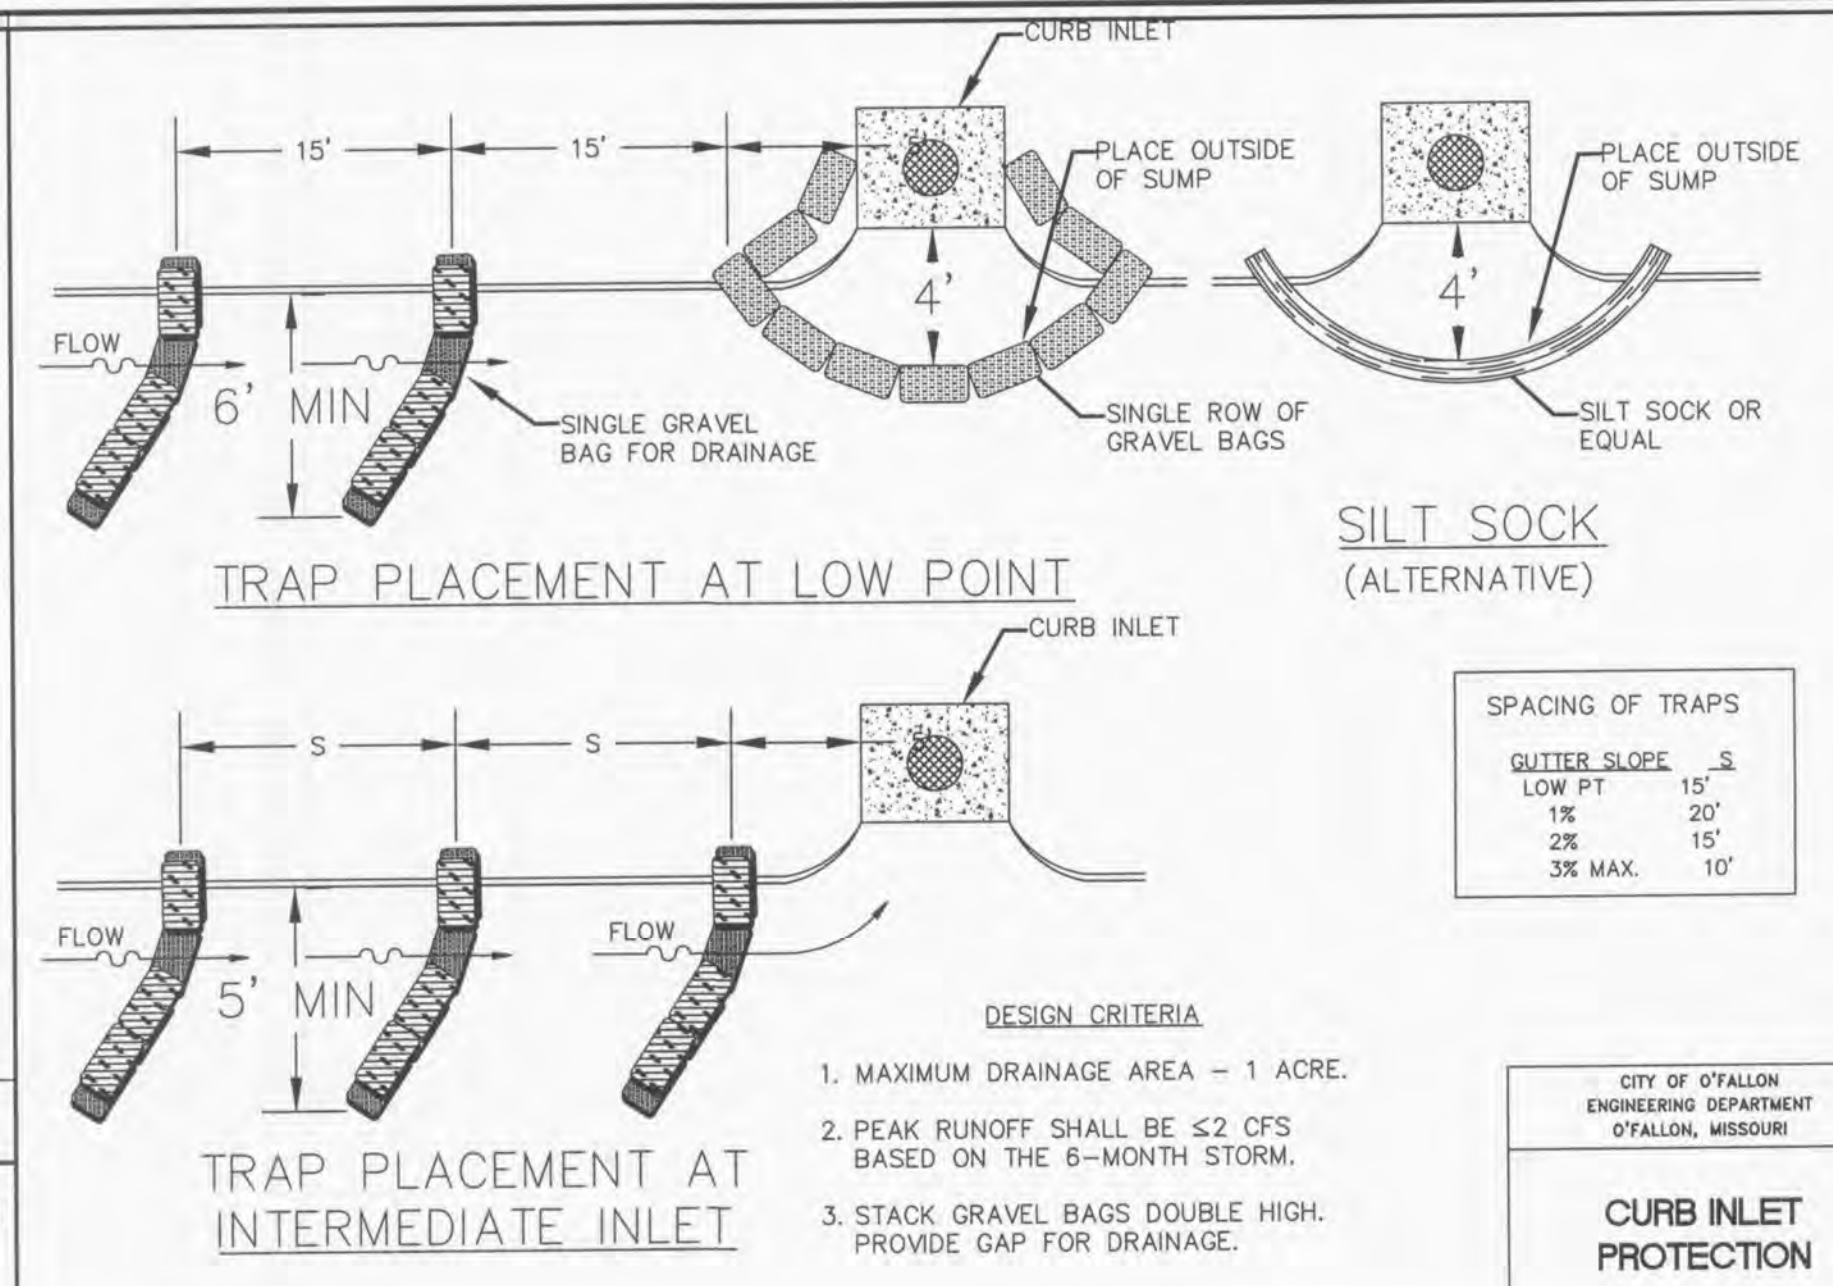 CURB INLET
15'
15'
PLACE OUTSIDE
OF SUMP
4'
FLOW
6' MIN
SINGLE GRAVEL
BAG FOR DRAINAGE
SINGLE ROW OF
GRAVEL BAGS
TRAP PLACEMENT AT LOW POINT
PLACE OUTSIDE
OF SUMP
4'
SILT SOCK OR
EQUAL
SILT SOCK
(ALTERNATIVE)
CURB INLET
S
S
FLOW
5' MIN
FLOW
TRAP PLACEMENT AT
INTERMEDIATE INLET
SPACING OF TRAPS
GUTTER SLOPE S
LOW PT 15'
1% 20'
2% 15'
3% MAX. 10'
DESIGN CRITERIA
1. MAXIMUM DRAINAGE AREA - 1 ACRE.
2. PEAK RUNOFF SHALL BE ≤2 CFS
BASED ON THE 6-MONTH STORM.
3. STACK GRAVEL BAGS DOUBLE HIGH.
PROVIDE GAP FOR DRAINAGE.
CITY OF O'FALLON
ENGINEERING DEPARTMENT
O'FALLON, MISSOURI
CURB INLET
PROTECTION